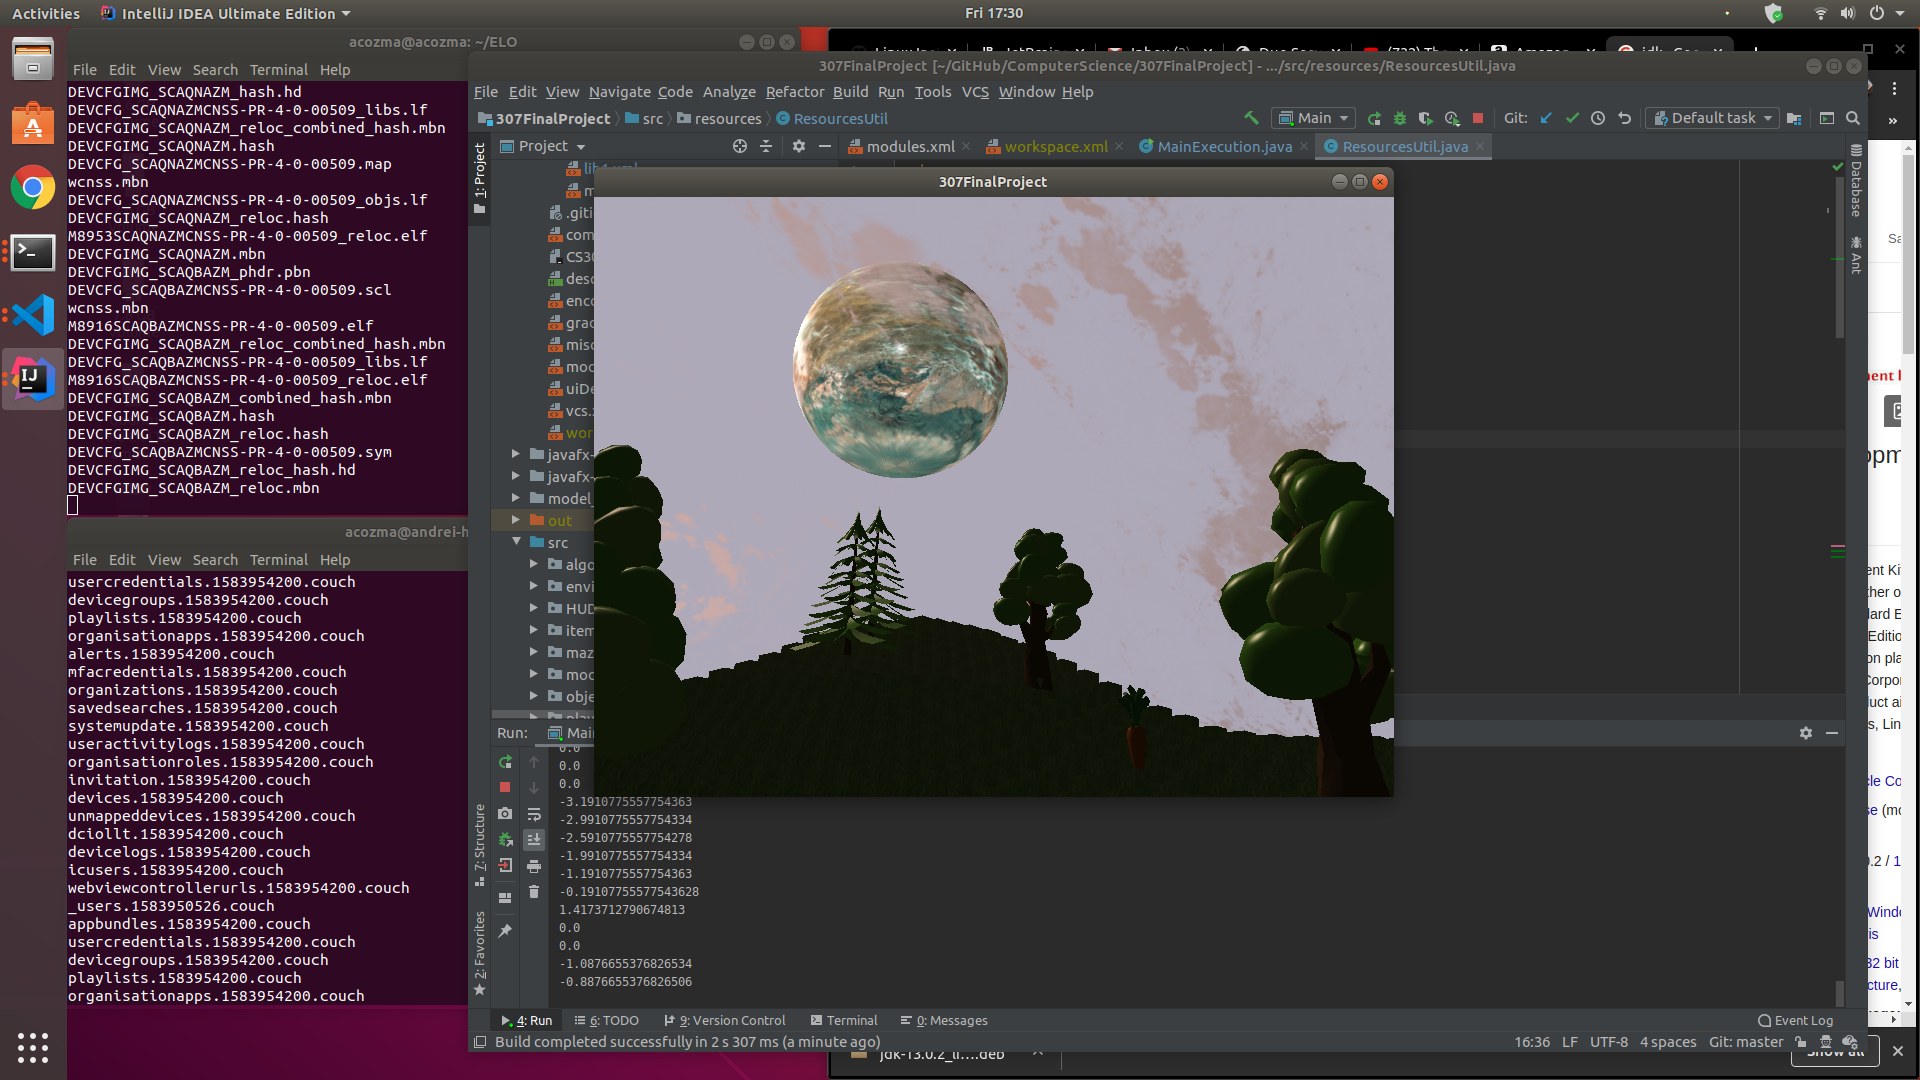 Activities
IntelliJ IDEA Ultimate Edition
Fri 17:30
acozma@acozma: ~/ELO
File Edit View Search Terminal Help
DEVCFGIMG_SCAQNAZM_hash.hd
DEVCFG_SCAQNAZMCNSS-PR-4-0-00509_libs.lf
DEVCFGIMG_SCAQNAZM_reloc_combined_hash.mbn
DEVCFGIMG_SCAQNAZM.hash
DEVCFG_SCAQNAZMCNSS-PR-4-0-00509.map
wcnss.mbn
DEVCFG_SCAQNAZMCNSS-PR-4-0-00509_objs.lf
DEVCFGIMG_SCAQNAZM_reloc.hash
M8953SCAQNAZMCNSS-PR-4-0-00509_reloc.elf
DEVCFGIMG_SCAQNAZM.mbn
DEVCFGIMG_SCAQBAZM_phdr.pbn
DEVCFG_SCAQBAZMCNSS-PR-4-0-00509.scl
wcnss.mbn
M8916SCAQBAZMCNSS-PR-4-0-00509.elf
DEVCFGIMG_SCAQBAZM_reloc_combined_hash.mbn
DEVCFG_SCAQBAZMCNSS-PR-4-0-00509_libs.lf
M8916SCAQBAZMCNSS-PR-4-0-00509_reloc.elf
DEVCFGIMG_SCAQBAZM_combined_hash.mbn
DEVCFGIMG_SCAQBAZM.hash
DEVCFGIMG_SCAQBAZM_reloc.hash
DEVCFG_SCAQBAZMCNSS-PR-4-0-00509.sym
DEVCFGIMG_SCAQBAZM_reloc_hash.hd
DEVCFGIMG_SCAQBAZM_reloc.mbn
acozma@andrei-h
File Edit View Search Terminal Help
usercredentials.1583954200.couch
devicegroups.1583954200.couch
playlists.1583954200.couch
organisationapps.1583954200.couch
alerts.1583954200.couch
mfacredentials.1583954200.couch
organizations.1583954200.couch
savedsearches.1583954200.couch
systemupdate.1583954200.couch
useractivitylogs.1583954200.couch
organisationroles.1583954200.couch
invitation.1583954200.couch
devices.1583954200.couch
unmappeddevices.1583954200.couch
dciollt.1583954200.couch
devicelogs.1583954200.couch
icusers.1583954200.couch
webviewcontrollerurls.1583954200.couch
_users.1583950526.couch
appbundles.1583954200.couch
usercredentials.1583954200.couch
devicegroups.1583954200.couch
playlists.1583954200.couch
organisationapps.1583954200.couch
307FinalProject [~/GitHub/ComputerScience/307FinalProject] - .../src/resources/ResourcesUtil.java
File Edit View Navigate Code Analyze Refactor Build Run Tools VCS Window Help
307FinalProject src resources ResourcesUtil
Main
Git:
Default task
1: Project
Project
modules.xml
workspace.xml
MainExecution.java
ResourcesUtil.java
.giti
com
CS30
desc
enco
misc
uiDe
vcs.
wor
javafx-
javafx-
model_
out
src
algo
envi
HUD
item
maz
obje
307FinalProject
Database
Ant
Run:
Main
0.0
0.0
0.0
-3.1910775557754363
-2.9910775557754334
-2.5910775557754278
-1.9910775557754334
-1.1910775557754363
-0.19107755577543628
1.4173712790674813
0.0
0.0
-1.0876655376826534
-0.8876655376826506
7: Structure
2: Favorites
4: Run
6: TODO
9: Version Control
Terminal
0: Messages
Event Log
Build completed successfully in 2 s 307 ms (a minute ago)
16:36 LF UTF-8 4 spaces Git: master
jdk-13.0.2_li....deb
Show all